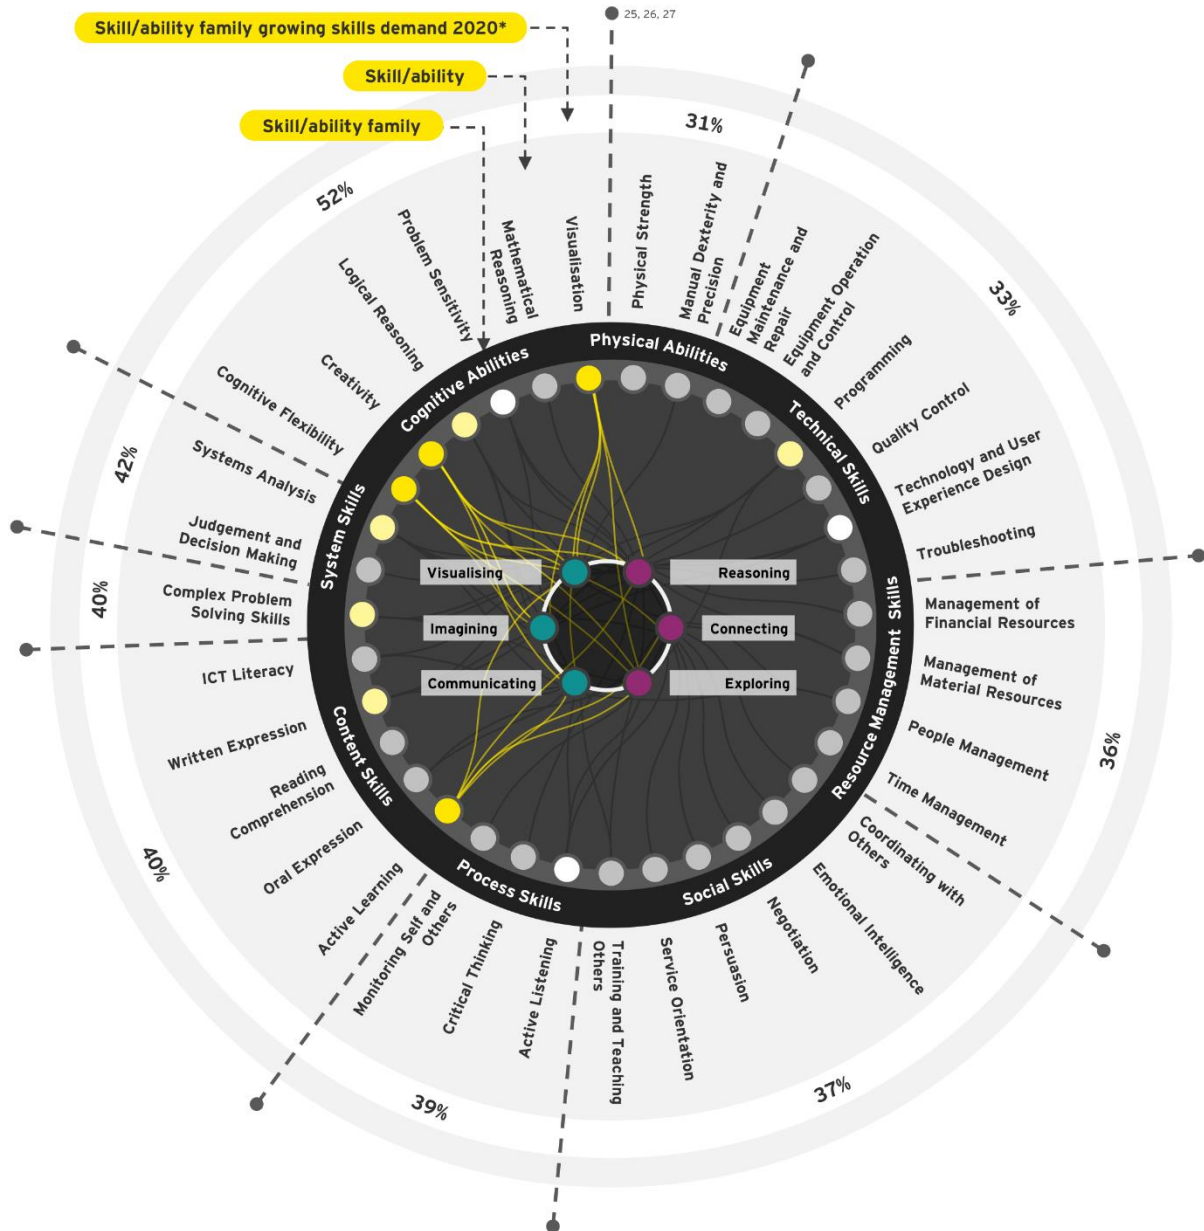 Skill/ability family growing skills demand 2020*
Skill/ability
Skill/ability family
25, 26, 27
31%
33%
36%
37%
39%
40%
40%
42%
52%
Physical Abilities
Physical Strength
Manual Dexterity and
Precision
Technical Skills
Equipment
Maintenance and
Repair
Equipment Operation
and Control
Programming
Quality Control
Technology and User
Experience Design
Troubleshooting
Resource Management Skills
Management of
Financial Resources
Management of
Material Resources
People Management
Time Management
Social Skills
Coordinating with
Others
Emotional Intelligence
Negotiation
Persuasion
Service Orientation
Training and Teaching
Others
Process Skills
Active Listening
Critical Thinking
Monitoring Self and
Others
Content Skills
Active Learning
Oral Expression
Reading
Comprehension
Written Expression
ICT Literacy
System Skills
Complex Problem
Solving Skills
Judgement and
Decision Making
Systems Analysis
Cognitive Abilities
Cognitive Flexibility
Creativity
Logical Reasoning
Problem Sensitivity
Mathematical
Reasoning
Visualisation
Visualising
Imagining
Communicating
Reasoning
Connecting
Exploring